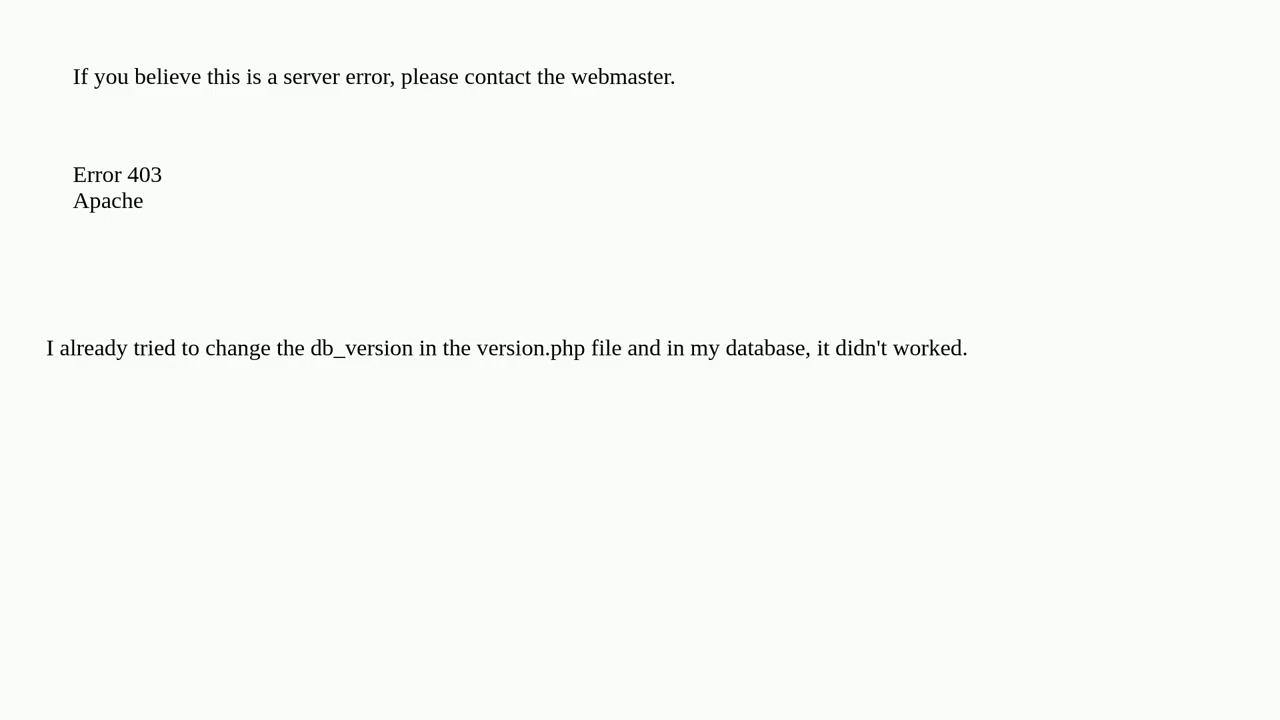 If you believe this is a server error, please contact the webmaster.
Error 403
Apache
I already tried to change the db_version in the version.php file and in my database, it didn't worked.